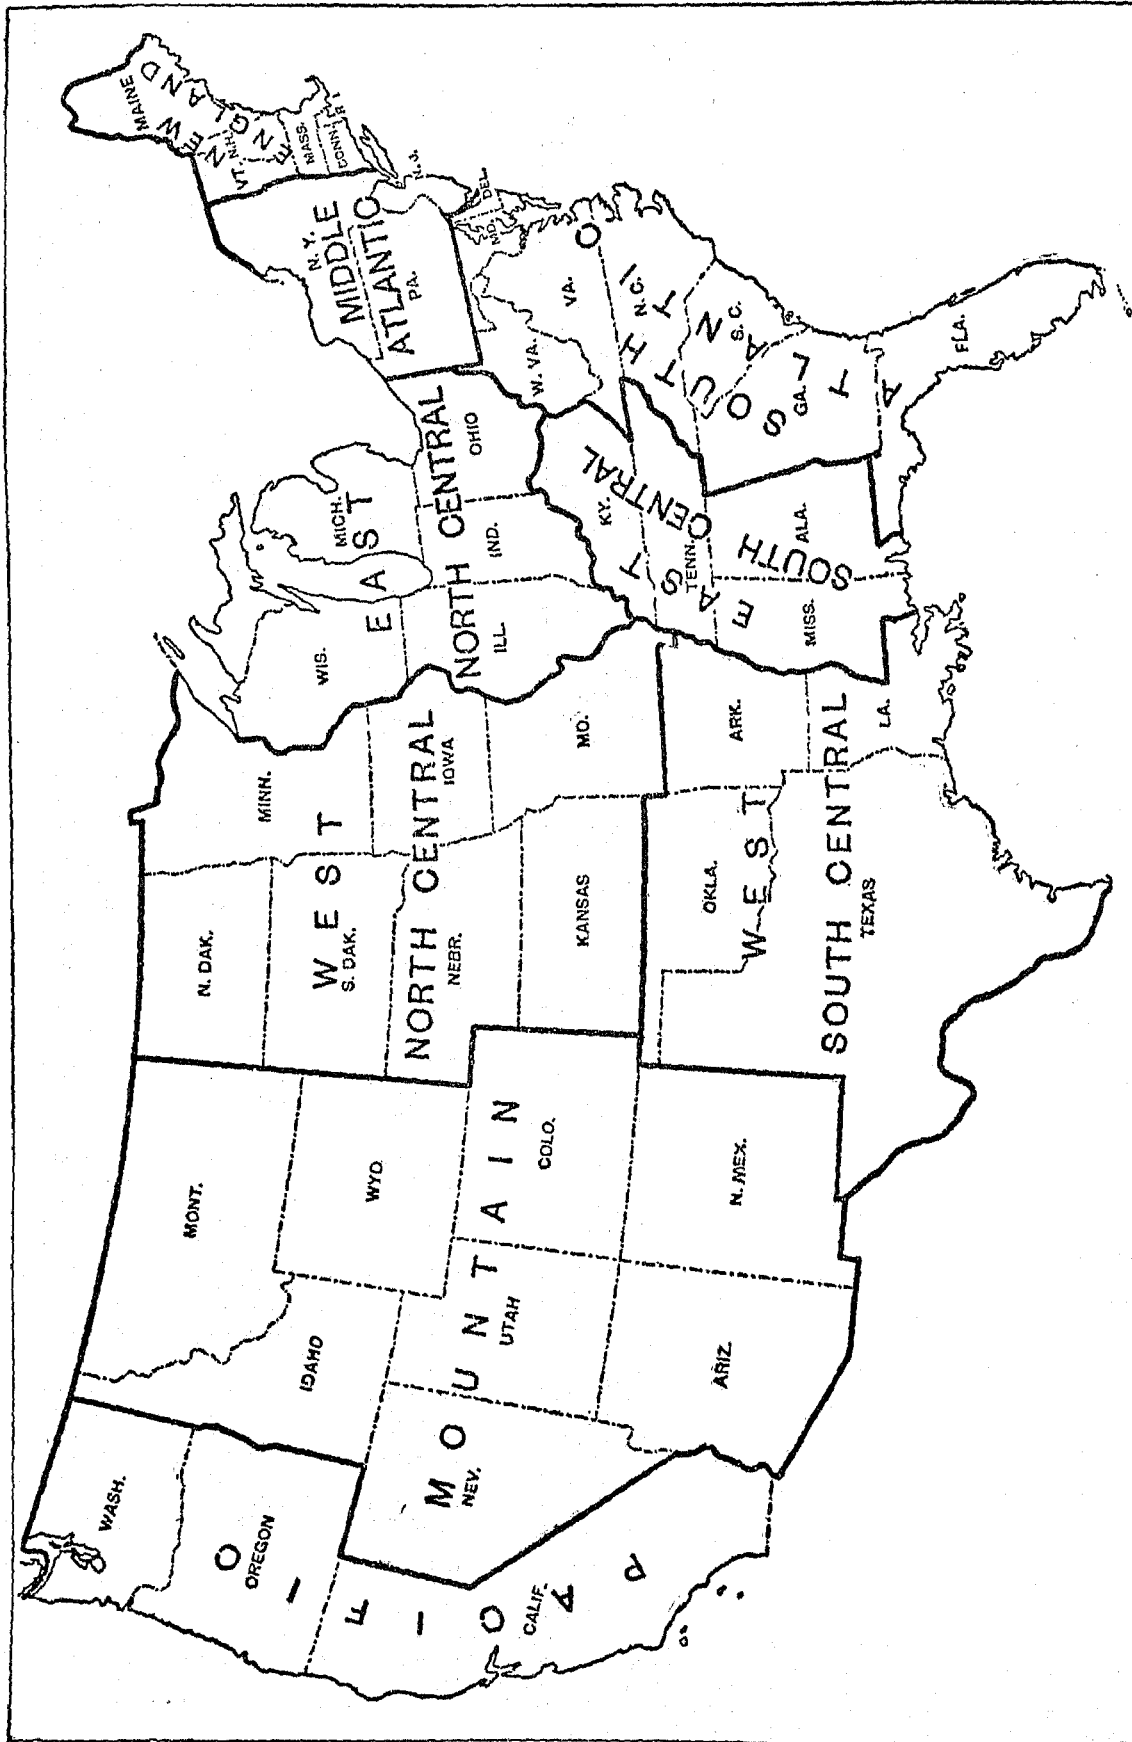 WASH.
OREGON
CALIF.
PACIFIC
NEV.
IDAHO
MONT.
WYO.
UTAH
COLO.
ARIZ.
N. MEX.
MOUNTAIN
N. DAK.
S. DAK.
NEBR.
KANSAS
MINN.
IOWA
MO.
WEST
NORTH CENTRAL
OKLA.
TEXAS
ARK.
LA.
WEST
SOUTH CENTRAL
WIS.
MICH.
ILL.
IND.
OHIO
EAST
NORTH CENTRAL
KY.
TENN.
MISS.
ALA.
EAST
SOUTH CENTRAL
N.Y.
PA.
N.J.
MIDDLE
ATLANTIC
MAINE
VT.
N.H.
MASS.
CONN.
R I
NEW
ENGLAND
DEL.
MD.
W. VA.
VA.
N.C.
S.C.
GA.
FLA.
SOUTH
ATLANTIC